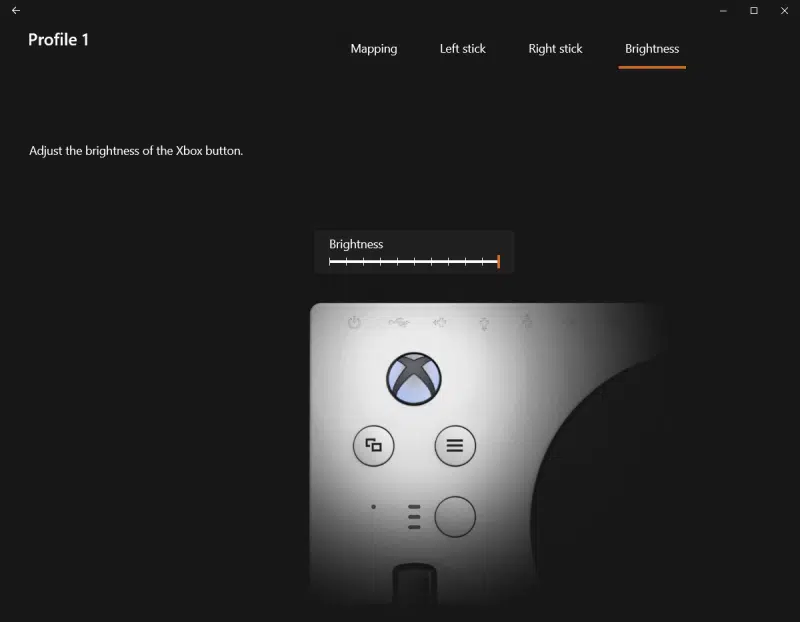 Profile 1
Mapping
Left stick
Right stick
Brightness
Adjust the brightness of the Xbox button.
Brightness